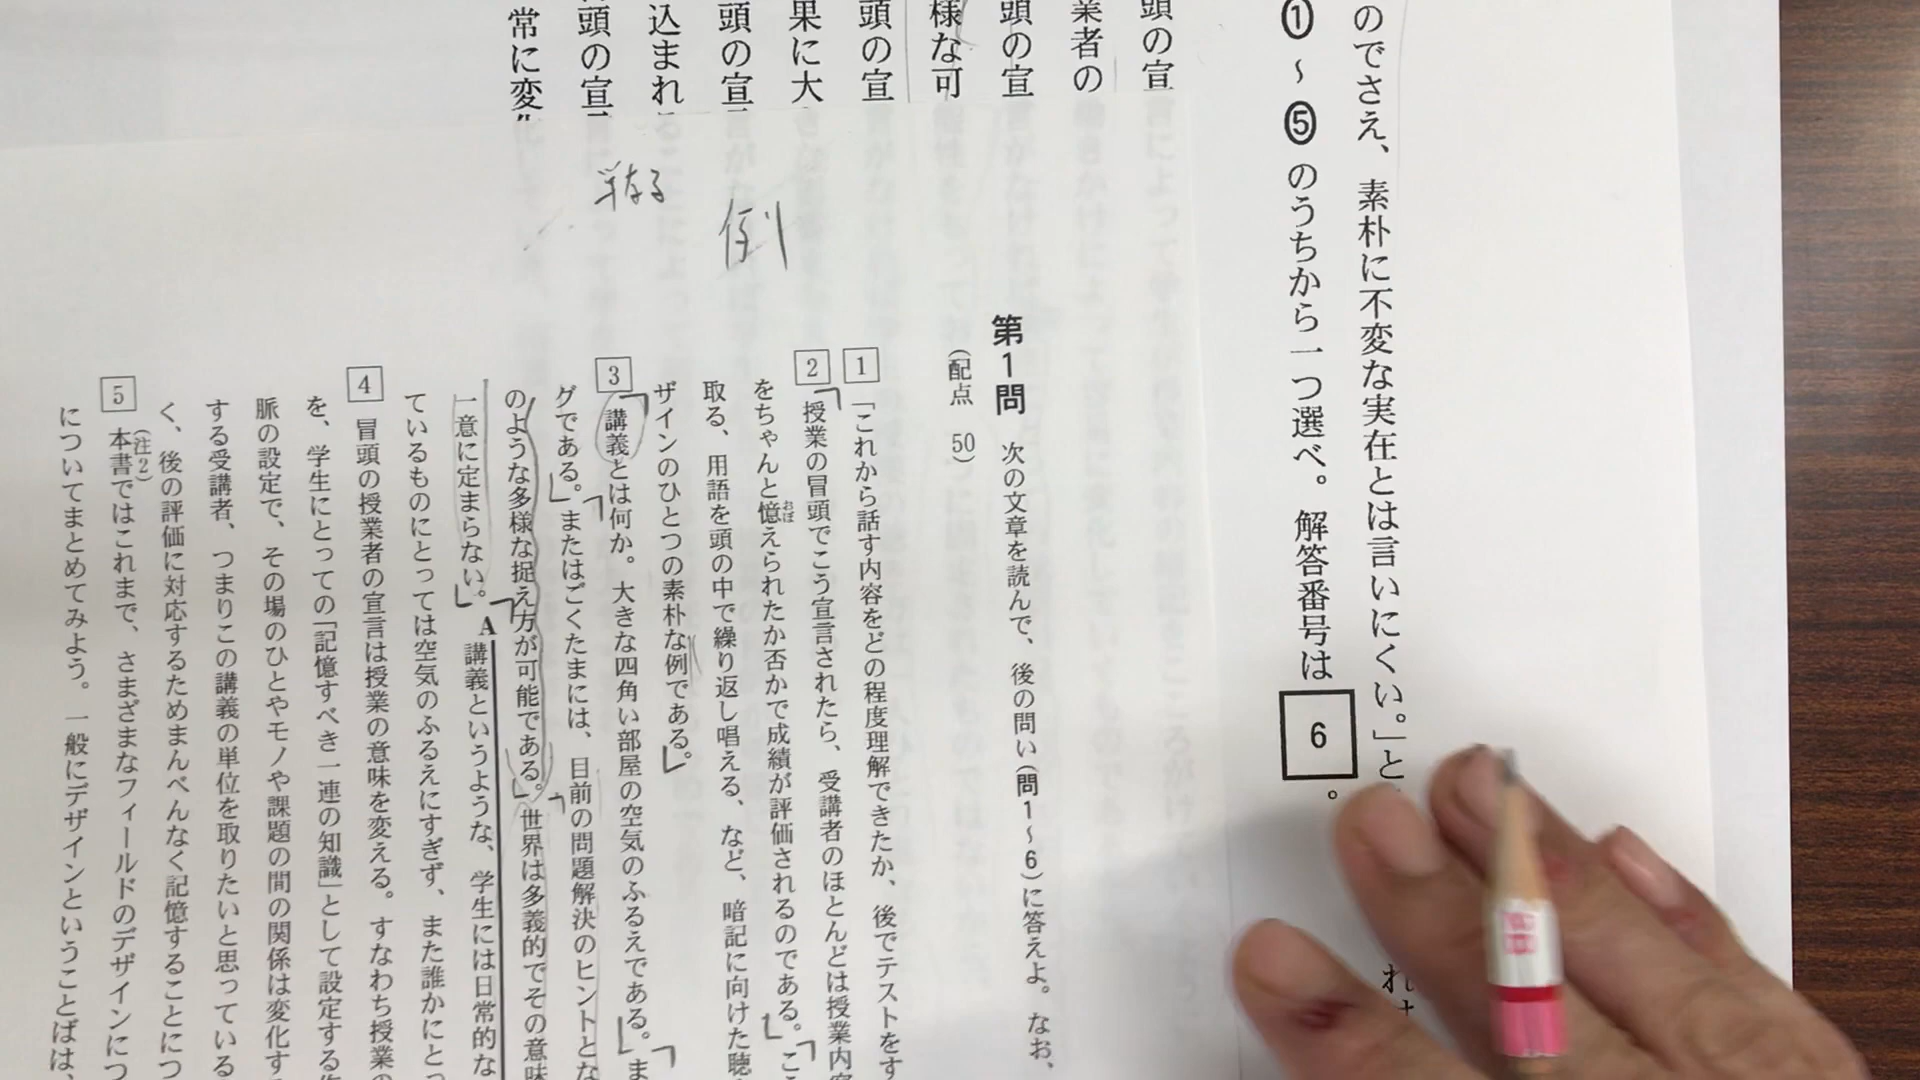 のでさえ、素朴に不変な実在とは言いにくい。」と
①～⑤のうちから一つ選べ。解答番号は 6 。
頭の宣
業者の
頭の宣
様な可
頭の宣
果に大
頭の宣
込まれ
頭の宣
常に変化
単なる
例
第1問 次の文章を読んで、後の問い(問1～6)に答えよ。なお、
(配点 50)
1 「これから話す内容をどの程度理解できたか、後でテストをす
2 授業の冒頭でこう宣言されたら、受講者のほとんどは授業内容
をちゃんと憶えられたか否かで成績が評価されるのである。こ
おぼ
取る、用語を頭の中で繰り返し唱える、など、暗記に向けた聴
ザインのひとつの素朴な例である。
3 講義とは何か。大きな四角い部屋の空気のふるえである。ま
グである。またはごくたまには、目前の問題解決のヒントとな
のような多様な捉え方が可能である。世界は多義的でその意味
一意に定まらない。A 講義というような、学生には日常的な
ているものにとっては空気のふるえにすぎず、また誰かにとっ
4 冒頭の授業者の宣言は授業の意味を変える。すなわち授業の
を、学生にとっての「記憶すべき一連の知識」として設定する
脈の設定で、その場のひとやモノや課題の間の関係は変化す
する受講者、つまりこの講義の単位を取りたいと思っている
く、後の評価に対応するためまんべんなく記憶することにつ
5 本書ではこれまで、さまざまなフィールドのデザインにつ
(注2)
についてまとめてみよう。一般にデザインということばは、